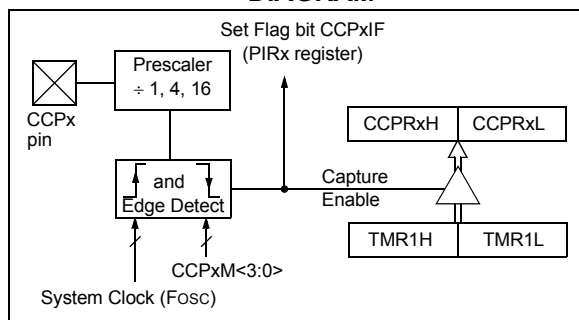 Set Flag bit CCPxIF
(PIRx register)
Prescaler
÷ 1, 4, 16
CCPx
pin
CCPRxH
CCPRxL
and
Edge Detect
Capture
Enable
TMR1H
TMR1L
CCPxM<3:0>
System Clock (FOSC)